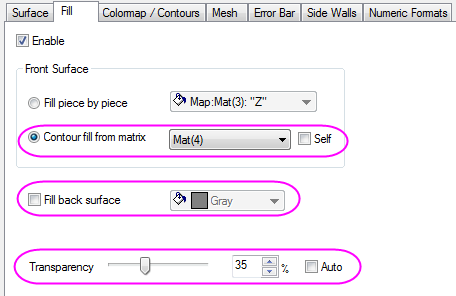 Surface Fill Colormap / Contours Mesh Error Bar Side Walls Numeric Formats
Enable
Front Surface
Fill piece by piece Map:Mat(3): "Z"
Contour fill from matrix Mat(4) Self
Fill back surface Gray
Transparency 35 % Auto